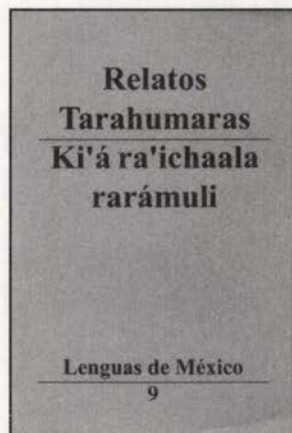 Relatos
Tarahumaras
Ki'á ra'ichaala
rarámuli
Lenguas de México
9